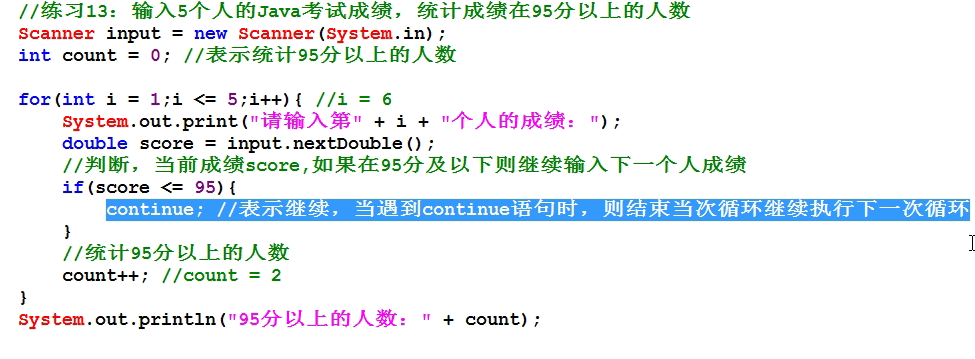 //练习13：输入5个人的Java考试成绩，统计成绩在95分以上的人数
Scanner input = new Scanner(System.in);
int count = 0; //表示统计95分以上的人数
for(int i = 1;i <= 5;i++){ //i = 6
System.out.print("请输入第" + i + "个人的成绩：");
double score = input.nextDouble();
//判断，当前成绩score,如果在95分及以下则继续输入下一个人成绩
if(score <= 95){
continue; //表示继续，当遇到continue语句时，则结束当次循环继续执行下一次循环
}
//统计95分以上的人数
count++; //count = 2
}
System.out.println("95分以上的人数：" + count);